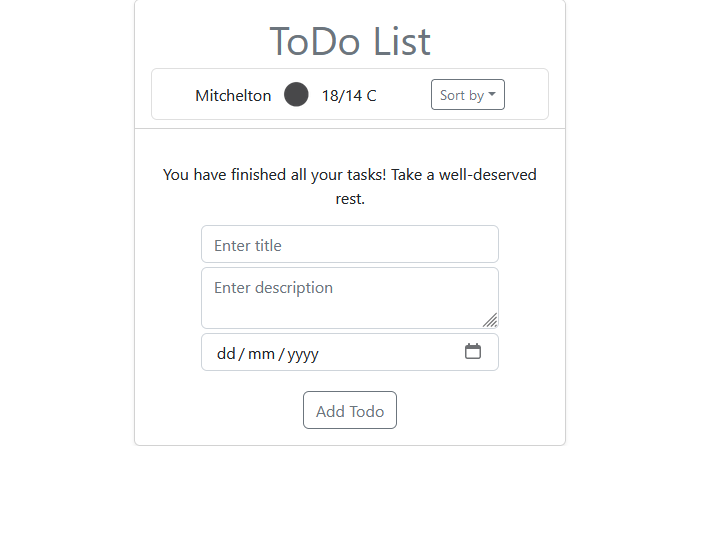 ToDo List
Mitchelton 18/14 C Sort by
You have finished all your tasks! Take a well-deserved
rest.
Enter title
Enter description
dd/mm/yyyy
Add Todo